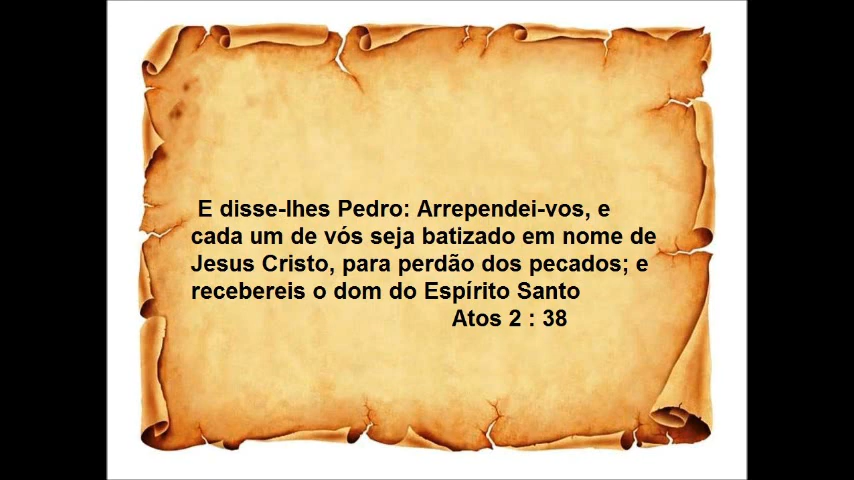 E disse-lhes Pedro: Arrependei-vos, e
cada um de vós seja batizado em nome de
Jesus Cristo, para perdão dos pecados; e
recebereis o dom do Espírito Santo
Atos 2 : 38